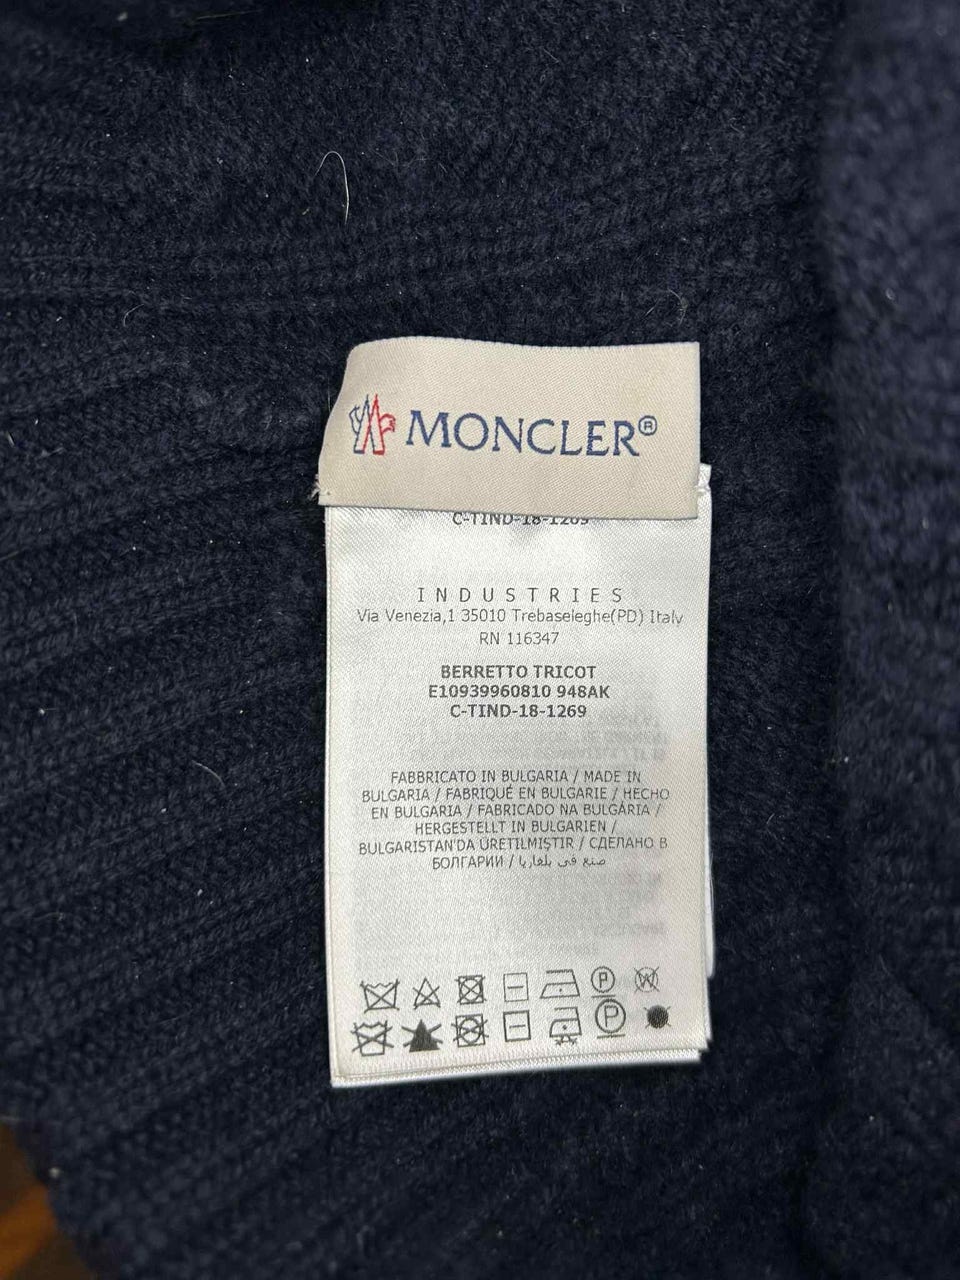 MONCLER®
C-TIND-18-1269
INDUSTRIES
Via Venezia,1 35010 Trebaseleghe(PD) Italy
RN 116347
BERRETTO TRICOT
E10939960810 948AK
C-TIND-18-1269
FABBRICATO IN BULGARIA / MADE IN
BULGARIA / FABRIQUÉ EN BULGARIE / HECHO
EN BULGARIA / FABRICADO NA BULGÁRIA /
HERGESTELLT IN BULGARIEN /
BULGARISTAN'DA ÜRETILMIŞTIR / СДЕЛАНО В
БОЛГАРИИ / صنع في بلغاريا
P W
P